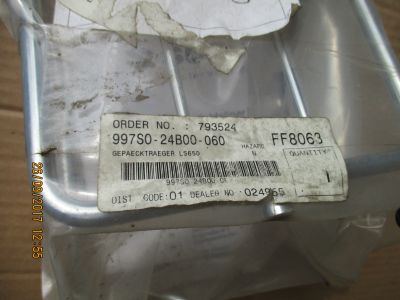 ORDER NO. : 793524
997S0-24B00-060 HAZARD FF8063
GEPAECKTRAEGER LS650 N QUANTITY
1
DIST CODE:01 DEALER NO :024965
28/09/2017 12:55